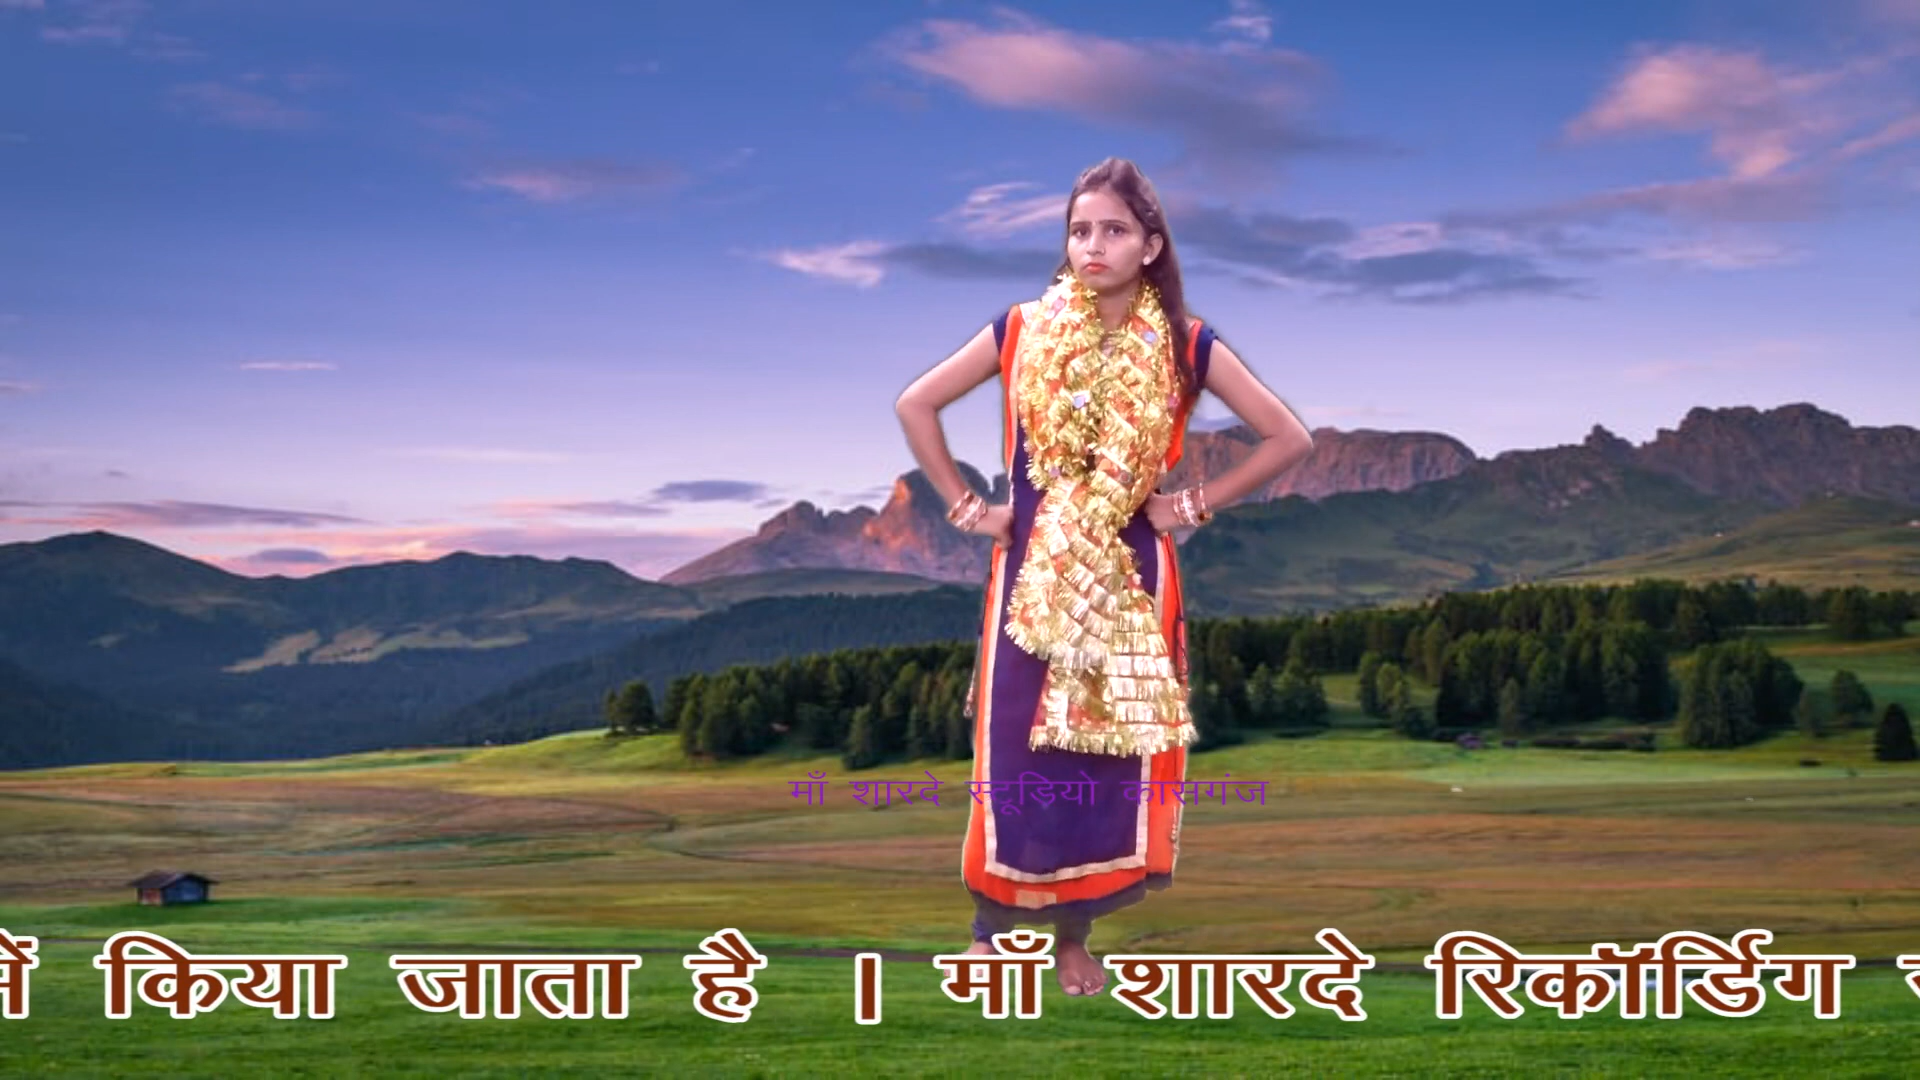 माँ शारदे स्टूडियो कासगंज
में किया जाता है । माँ शारदे रिकॉर्डिग